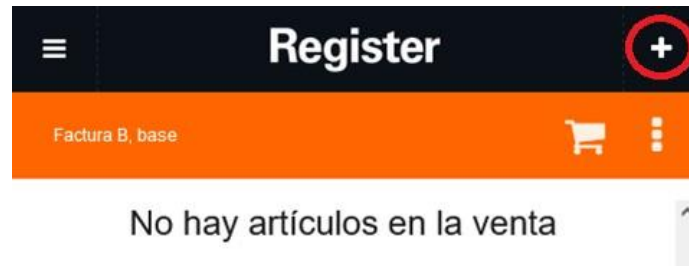 Register
Factura B, base
No hay artículos en la venta